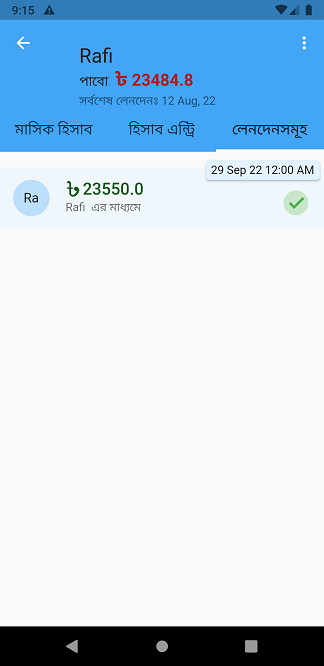 9:15
Rafi
পাবো ৳ 23484.8
সর্বশেষ লেনদেনঃ 12 Aug, 22
মাসিক হিসাব হিসাব এন্ট্রি লেনদেনসমূহ
29 Sep 22 12:00 AM
Ra ৳ 23550.0
Rafi এর মাধ্যমে